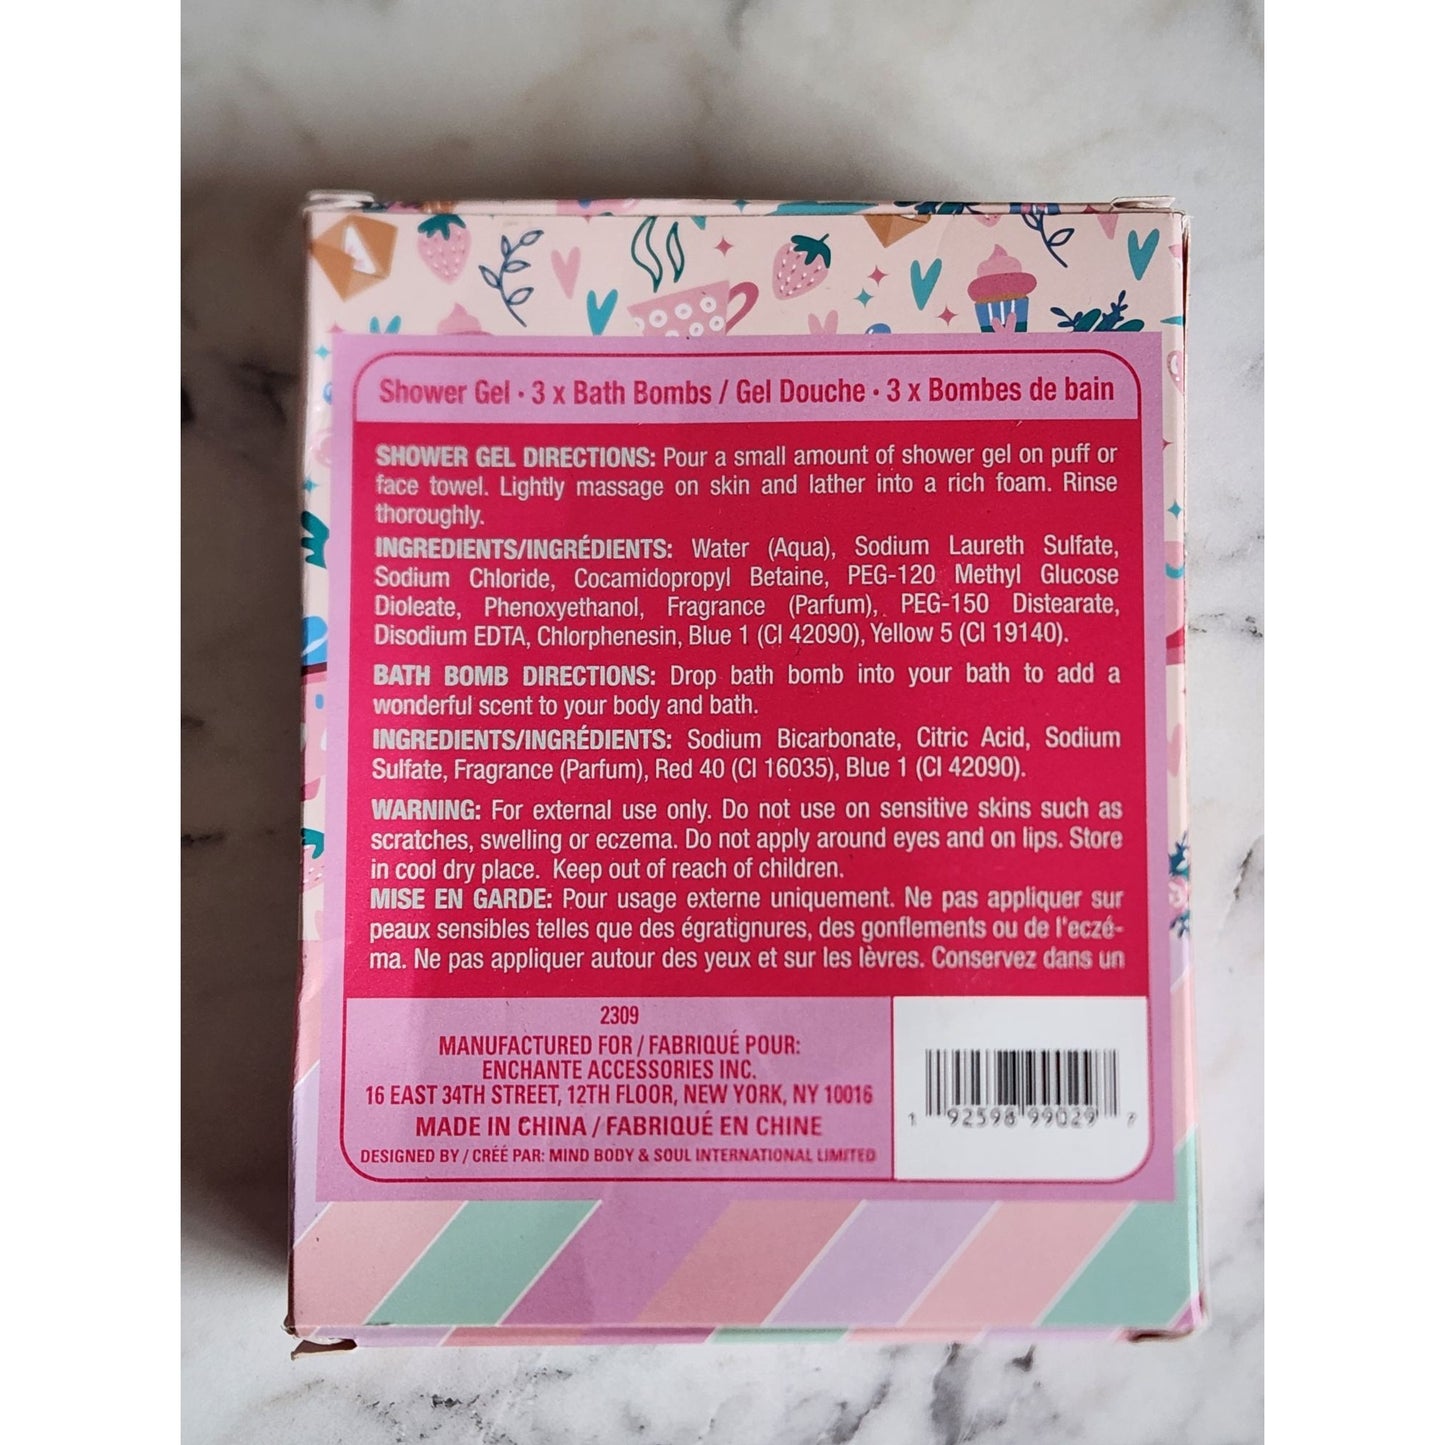 Shower Gel · 3 x Bath Bombs / Gel Douche · 3 x Bombes de bain
SHOWER GEL DIRECTIONS: Pour a small amount of shower gel on puff or
face towel. Lightly massage on skin and lather into a rich foam. Rinse
thoroughly.
INGREDIENTS/INGRÉDIENTS: Water (Aqua), Sodium Laureth Sulfate,
Sodium Chloride, Cocamidopropyl Betaine, PEG-120 Methyl Glucose
Dioleate, Phenoxyethanol, Fragrance (Parfum), PEG-150 Distearate,
Disodium EDTA, Chlorphenesin, Blue 1 (CI 42090), Yellow 5 (CI 19140).
BATH BOMB DIRECTIONS: Drop bath bomb into your bath to add a
wonderful scent to your body and bath.
INGREDIENTS/INGRÉDIENTS: Sodium Bicarbonate, Citric Acid, Sodium
Sulfate, Fragrance (Parfum), Red 40 (CI 16035), Blue 1 (CI 42090).
WARNING: For external use only. Do not use on sensitive skins such as
scratches, swelling or eczema. Do not apply around eyes and on lips. Store
in cool dry place. Keep out of reach of children.
MISE EN GARDE: Pour usage externe uniquement. Ne pas appliquer sur
peaux sensibles telles que des égratignures, des gonflements ou de l'eczé-
ma. Ne pas appliquer autour des yeux et sur les lèvres. Conservez dans un
2309
MANUFACTURED FOR / FABRIQUÉ POUR:
ENCHANTE ACCESSORIES INC.
16 EAST 34TH STREET, 12TH FLOOR, NEW YORK, NY 10016
MADE IN CHINA / FABRIQUÉ EN CHINE
DESIGNED BY / CRÉÉ PAR: MIND BODY & SOUL INTERNATIONAL LIMITED
1 92598 99029 7